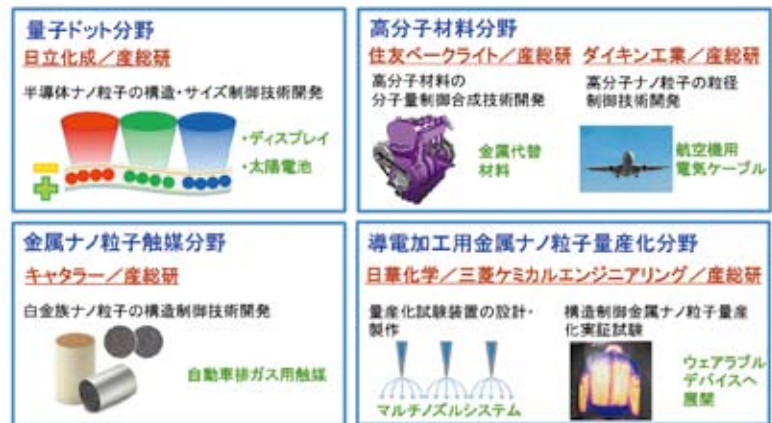 量子ドット分野
日立化成／産総研
半導体ナノ粒子の構造・サイズ制御技術開発
・ディスプレイ
・太陽電池
高分子材料分野
住友ベークライト／産総研
高分子材料の
分子量制御合成技術開発
金属代替
材料
ダイキン工業／産総研
高分子ナノ粒子の粒径
制御技術開発
航空機用
電気ケーブル
金属ナノ粒子触媒分野
キャタラー／産総研
白金族ナノ粒子の構造制御技術開発
自動車排ガス用触媒
導電加工用金属ナノ粒子量産化分野
日華化学／三菱ケミカルエンジニアリング／産総研
量産化試験装置の設計・
製作
マルチノズルシステム
構造制御金属ナノ粒子量産
化実証試験
ウェアラブル
デバイスへ
展開